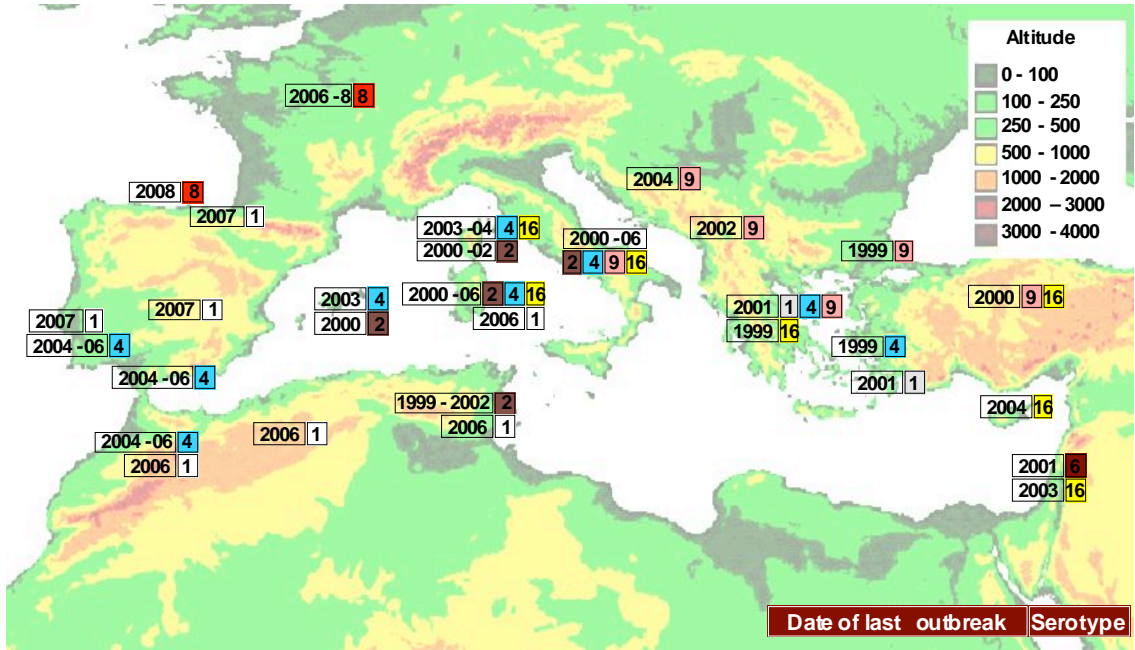 Altitude
0 - 100
100 - 250
250 - 500
500 - 1000
1000 - 2000
2000 – 3000
3000 - 4000
2006 -8 8
2008 8
2007 1
2004 9
2003 -04 4 16
2000 -02 2
2000 -06
2 4 9 16
2002 9
1999 9
2003 4
2000 2
2000 -06 2 4 16
2006 1
2007 1
2007 1
2004 -06 4
2004 -06 4
2001 1 4 9
1999 16
2000 9 16
1999 4
2001 1
1999 - 2002 2
2006 1
2004 16
2006 1
2004 -06 4
2006 1
2001 6
2003 16
Date of last outbreak Serotype